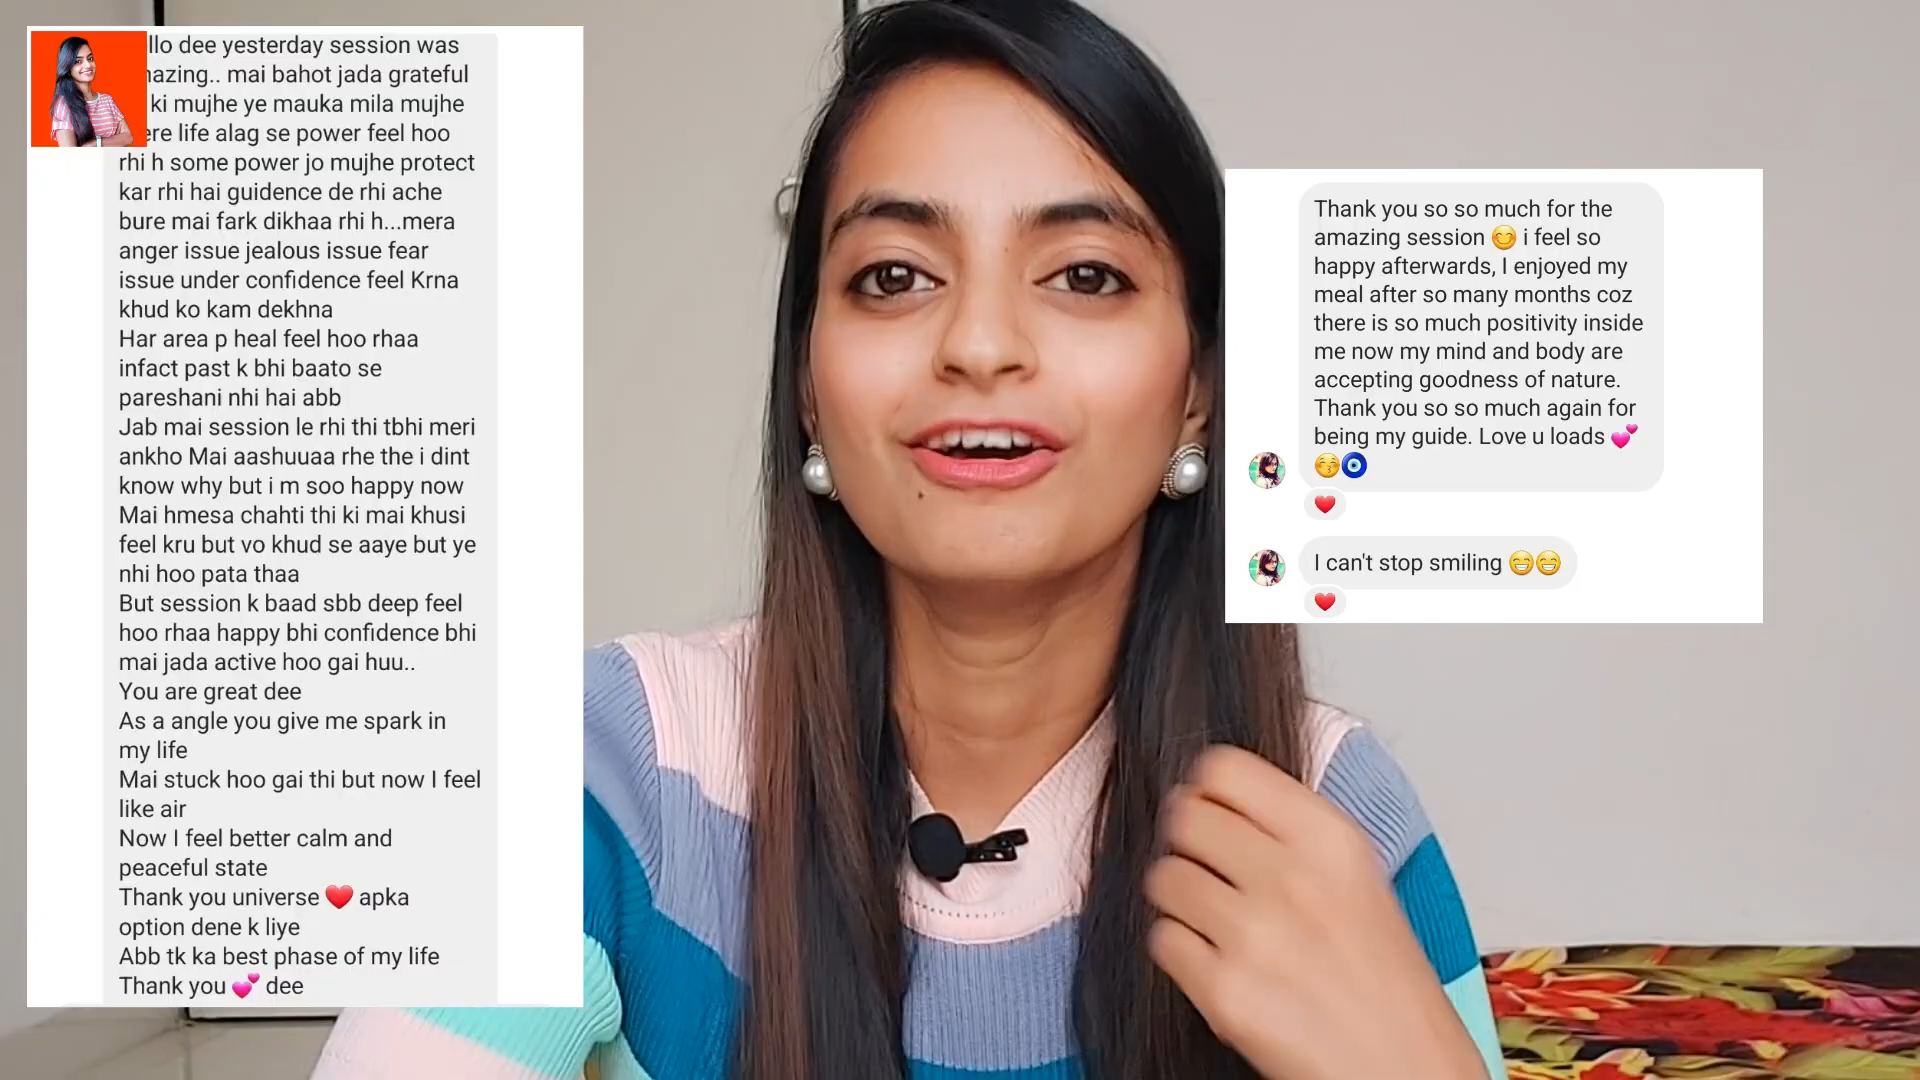 llo dee yesterday session was
azing.. mai bahot jada grateful
ki mujhe ye mauka mila mujhe
ere life alag se power feel hoo
rhi h some power jo mujhe protect
kar rhi hai guidence de rhi ache
bure mai fark dikhaa rhi h...mera
anger issue jealous issue fear
issue under confidence feel Krna
khud ko kam dekhna
Har area p heal feel hoo rhaa
infact past k bhi baato se
pareshani nhi hai abb
Jab mai session le rhi thi tbhi meri
ankho Mai aashuuaa rhe the i dint
know why but i m soo happy now
Mai hmesa chahti thi ki mai khusi
feel kru but vo khud se aaye but ye
nhi hoo pata thaa
But session k baad sbb deep feel
hoo rhaa happy bhi confidence bhi
mai jada active hoo gai huu..
You are great dee
As a angle you give me spark in
my life
Mai stuck hoo gai thi but now I feel
like air
Now I feel better calm and
peaceful state
Thank you universe ❤️ apka
option dene k liye
Abb tk ka best phase of my life
Thank you 💕 dee
Thank you so so much for the
amazing session 😊 i feel so
happy afterwards, I enjoyed my
meal after so many months coz
there is so much positivity inside
me now my mind and body are
accepting goodness of nature.
Thank you so so much again for
being my guide. Love u loads 💕
😚🧿
❤️
I can't stop smiling 😁😁
❤️